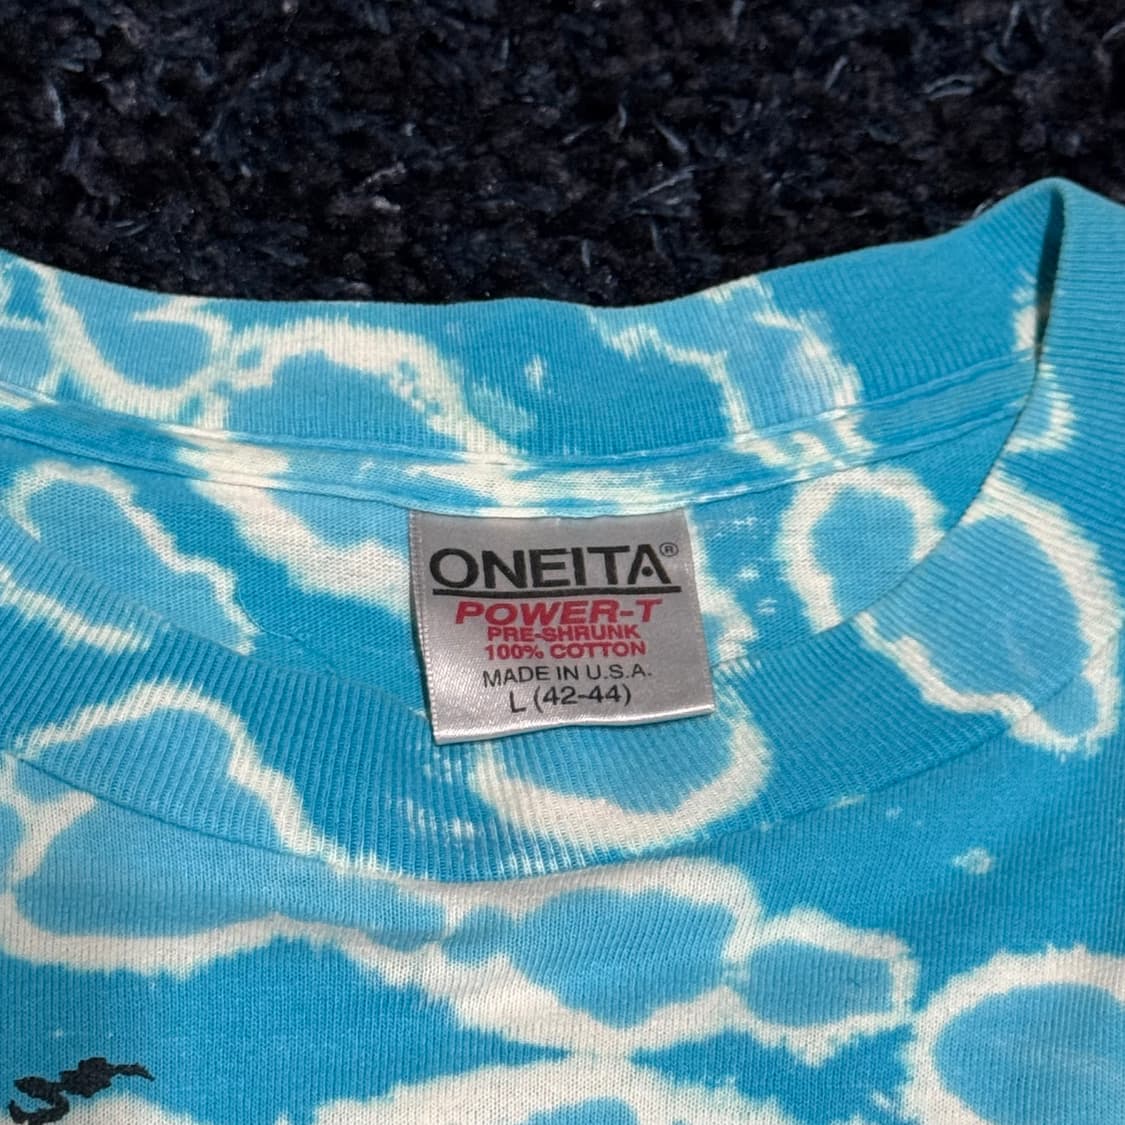 ONEITA®
POWER-T
PRE-SHRUNK
100% COTTON
MADE IN U.S.A.
L (42-44)